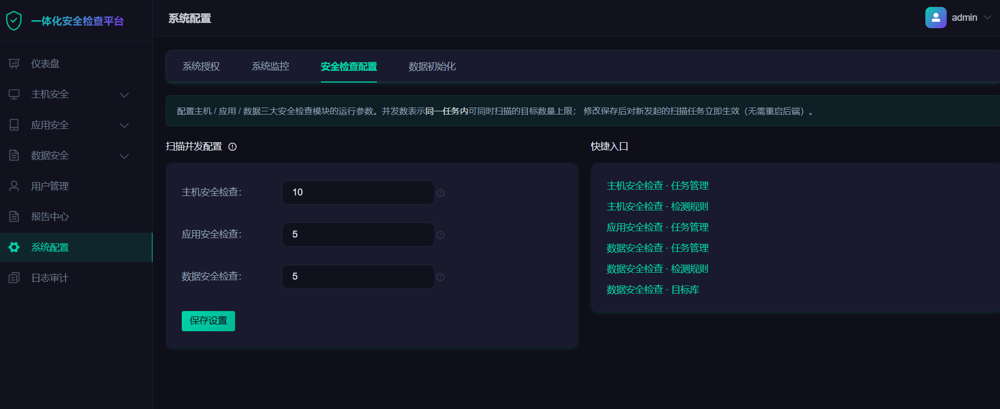 一体化安全检查平台
系统配置
admin
仪表盘
主机安全
应用安全
数据安全
用户管理
报告中心
系统配置
日志审计
系统授权
系统监控
安全检查配置
数据初始化
配置主机 / 应用 / 数据三大安全检查模块的运行参数。并发数表示同一任务内可同时扫描的目标数量上限； 修改保存后对新发起的扫描任务立即生效（无需重启后端）。
扫描并发配置
主机安全检查：
10
应用安全检查：
5
数据安全检查：
5
保存设置
快捷入口
主机安全检查 · 任务管理
主机安全检查 · 检测规则
应用安全检查 · 任务管理
数据安全检查 · 任务管理
数据安全检查 · 检测规则
数据安全检查 · 目标库